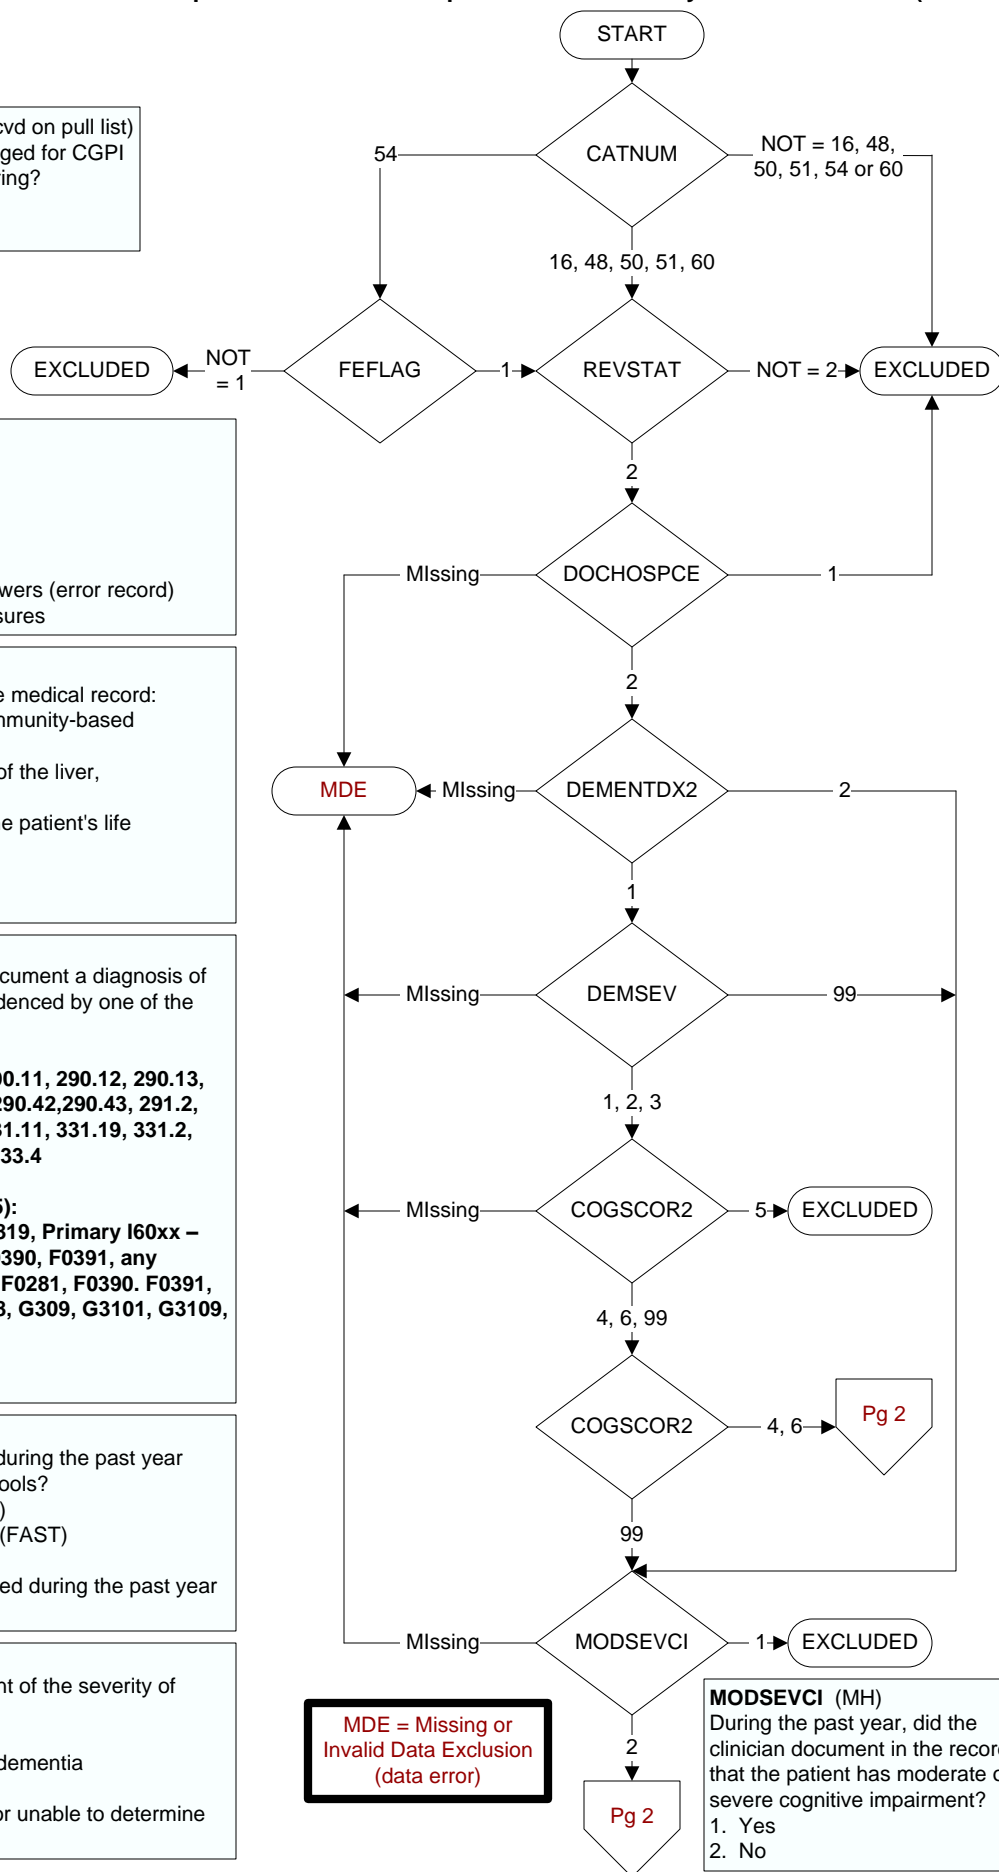 START
cvd on pull list)
ged for CGPI
ring?
CATNUM
54
NOT = 16, 48,
50, 51, 54 or 60
16, 48, 50, 51, 60
EXCLUDED
NOT
= 1
FEFLAG
1
REVSTAT
NOT = 2
EXCLUDED
2
wers (error record)
sures
MIssing
DOCHOSPCE
1
2
e medical record:
mmunity-based
of the liver,
e patient's life
MDE
MIssing
DEMENTDX2
2
1
ocument a diagnosis of
idenced by one of the
90.11, 290.12, 290.13,
290.42,290.43, 291.2,
31.11, 331.19, 331.2,
33.4
5):
319, Primary I60xx –
0390, F0391, any
F0281, F0390. F0391,
3, G309, G3101, G3109,
MIssing
DEMSEV
99
1, 2, 3
MIssing
COGSCOR2
5
EXCLUDED
4, 6, 99
COGSCOR2
4, 6
Pg 2
99
during the past year
ools?
)
(FAST)
ed during the past year
MIssing
MODSEVCI
1
EXCLUDED
2
Pg 2
nt of the severity of
dementia
or unable to determine
MDE = Missing or
Invalid Data Exclusion
(data error)
MODSEVCI (MH)
During the past year, did the
clinician document in the record
that the patient has moderate o
severe cognitive impairment?
1. Yes
2. No